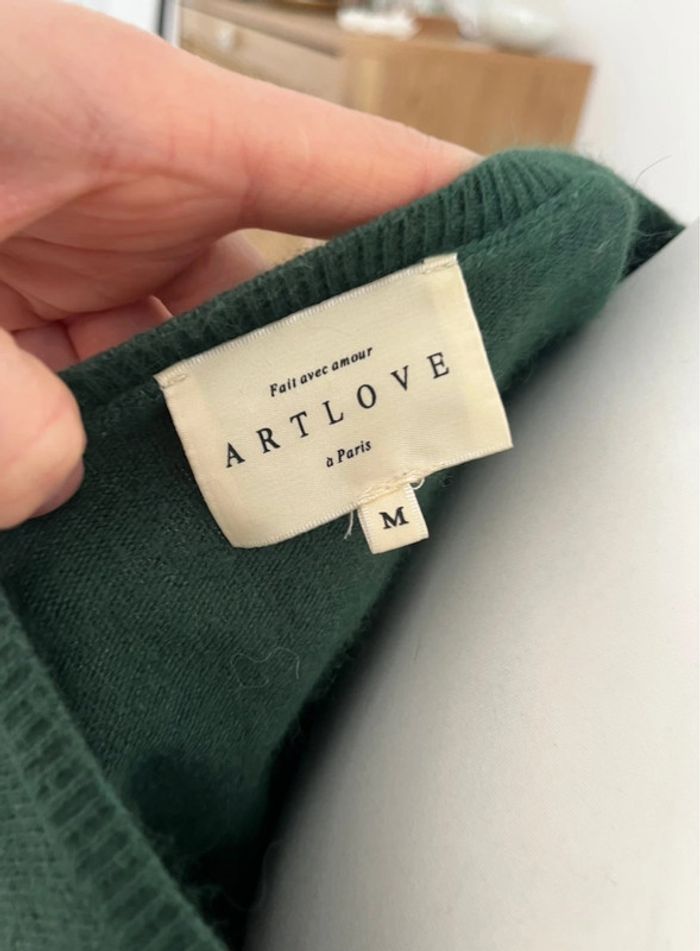 Fait avec amour
ARTLOVE
à Paris
M